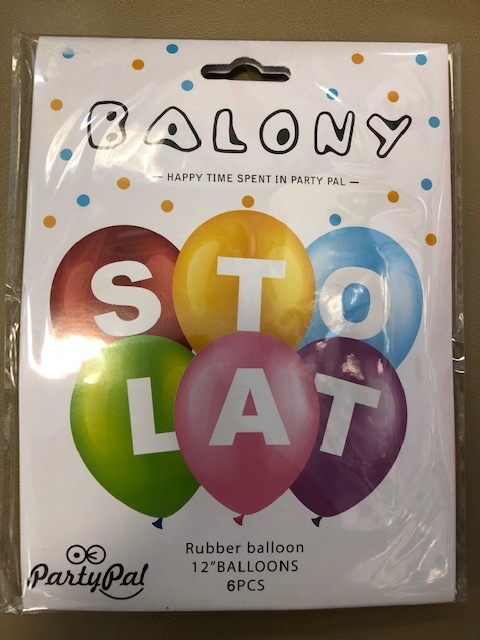 BALONY
— HAPPY TIME SPENT IN PARTY PAL —
STO
LAT
Rubber balloon
12"BALLOONS
6PCS
PartyPal